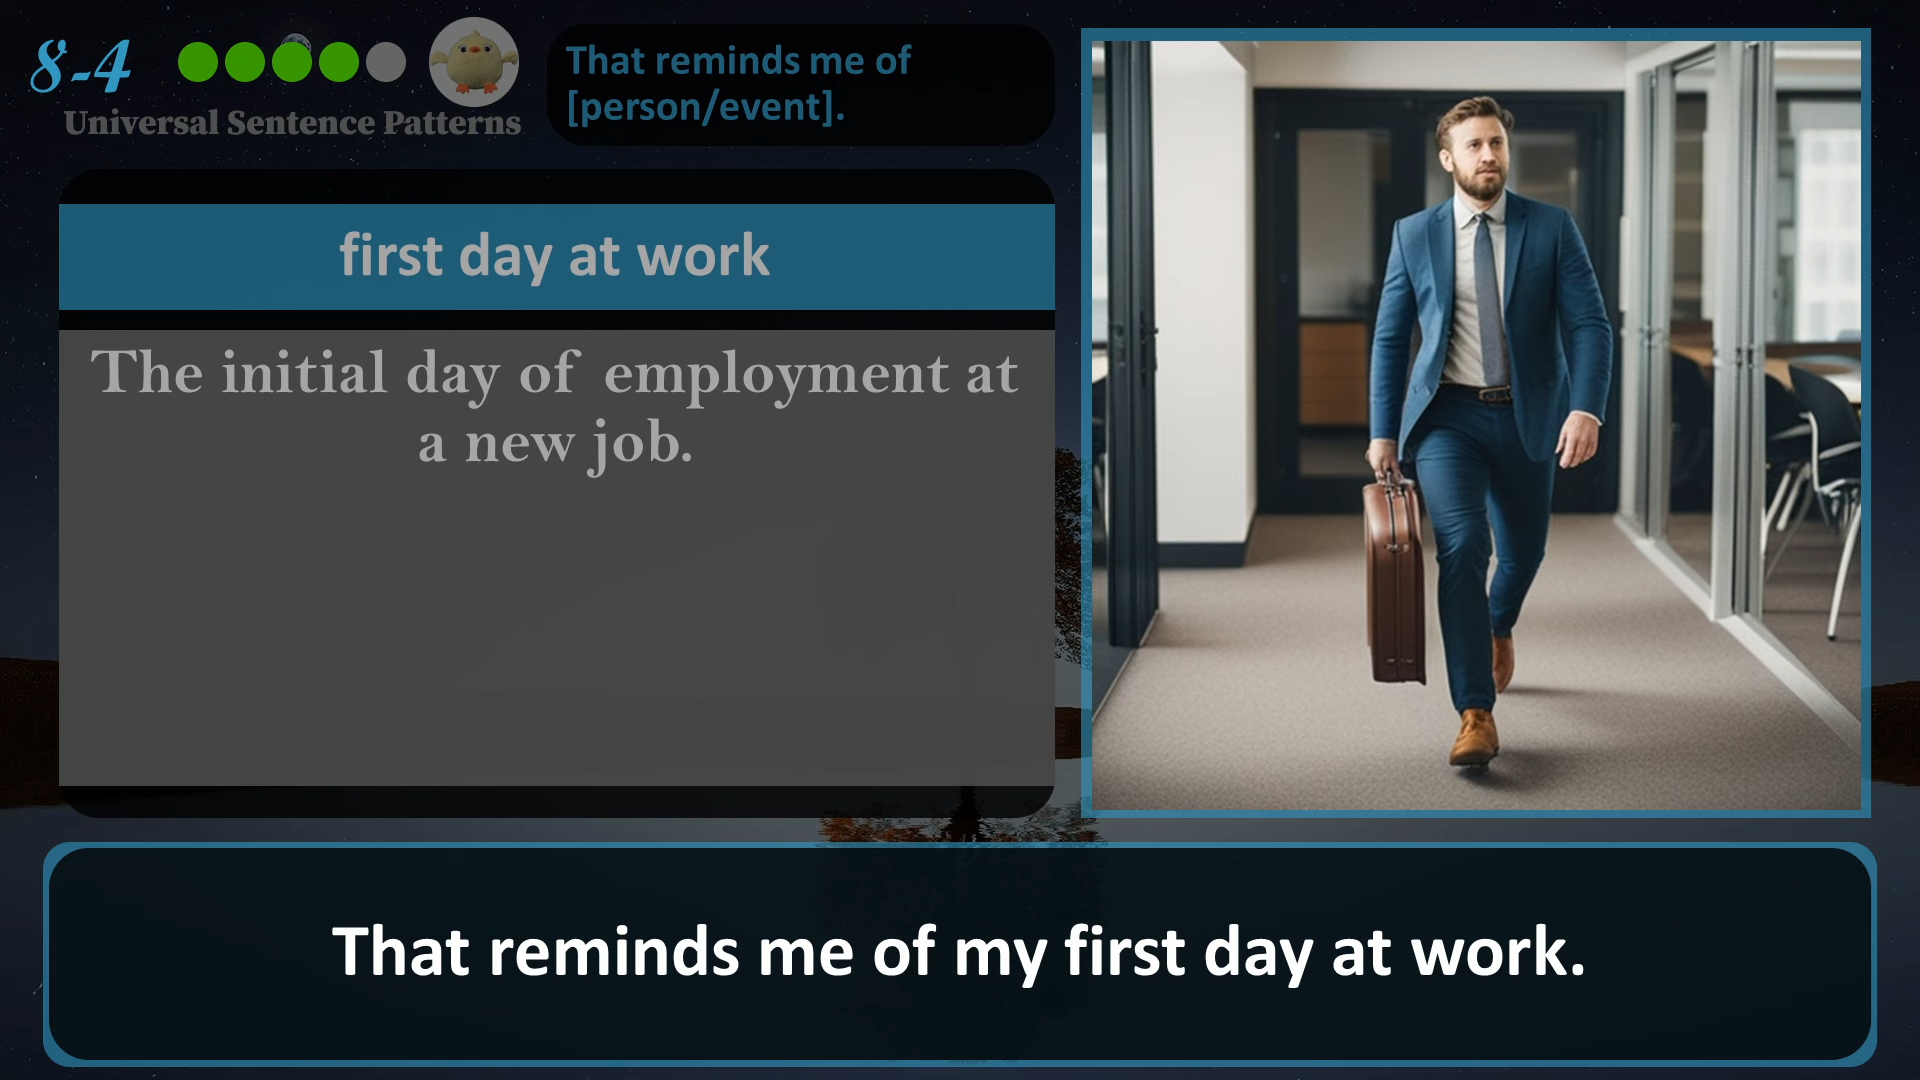 8-4
Universal Sentence Patterns
That reminds me of
[person/event].
first day at work
The initial day of employment at
a new job.
That reminds me of my first day at work.